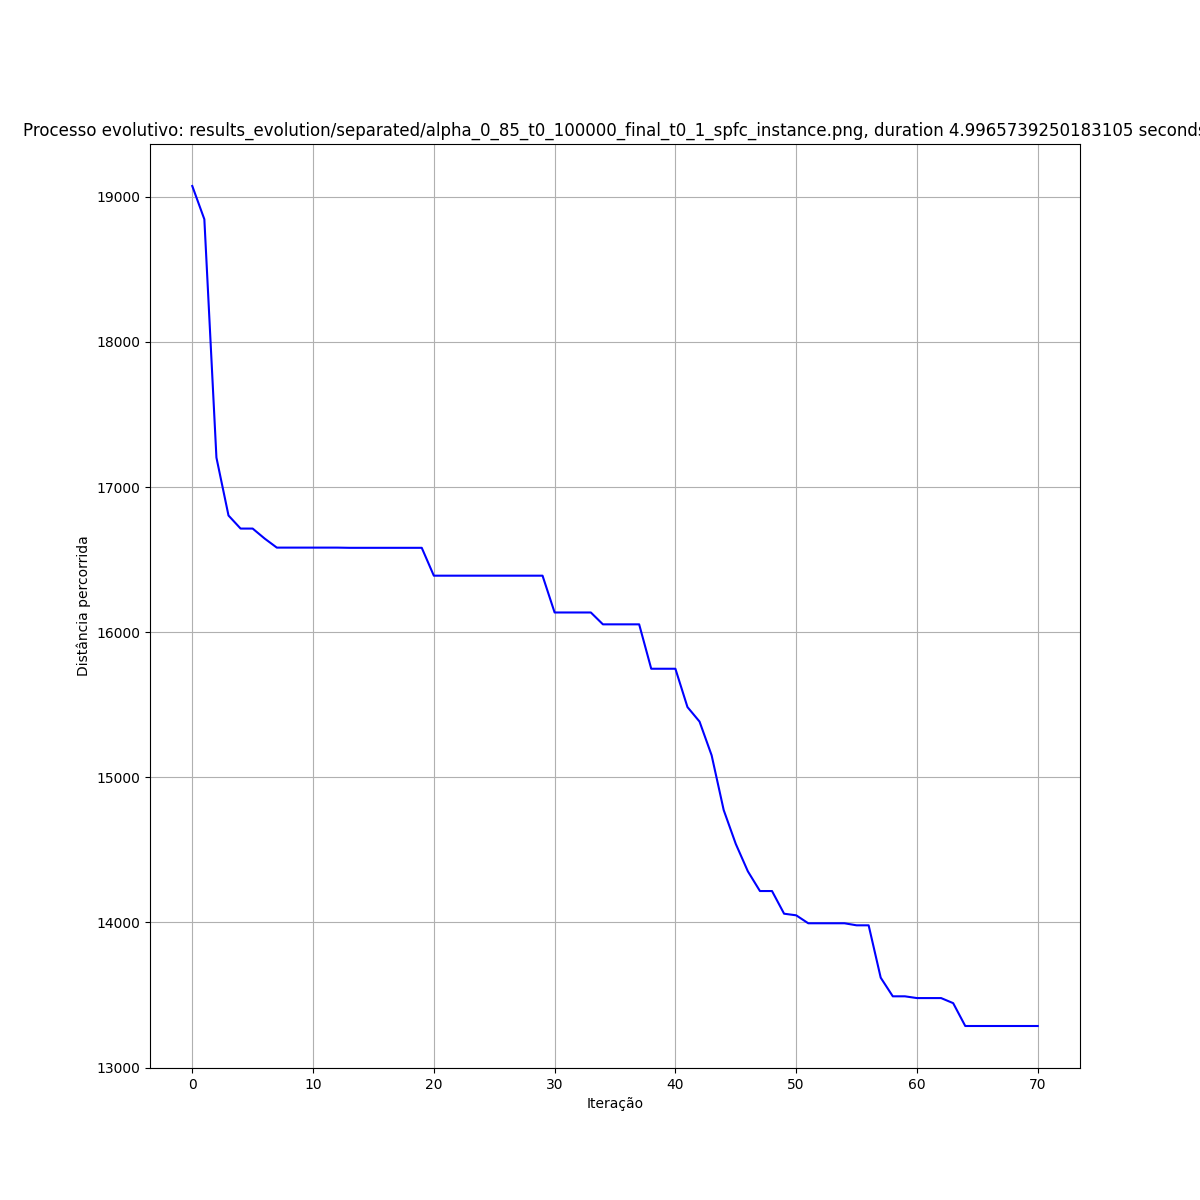 Processo evolutivo: results_evolution/separated/alpha_0_85_t0_100000_final_t0_1_spfc_instance.png, duration 4.9965739250183105 seconds
19000
18000
17000
16000
15000
14000
13000
Distância percorrida
0 10 20 30 40 50 60 70
Iteração